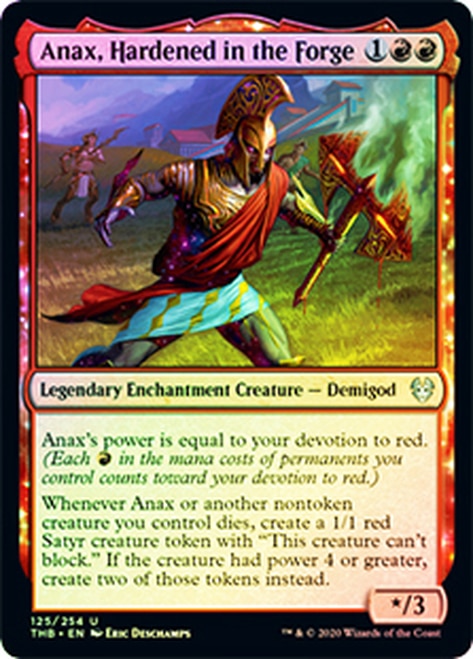 Anax, Hardened in the Forge 1
Legendary Enchantment Creature — Demigod
Anax's power is equal to your devotion to red.
(Each in the mana costs of permanents you
control counts toward your devotion to red.)
Whenever Anax or another nontoken
creature you control dies, create a 1/1 red
Satyr creature token with “This creature can't
block.” If the creature had power 4 or greater,
create two of those tokens instead.
*/3
125/254 U
THB • EN Eric Deschamps
™ & © 2020 Wizards of the Coast